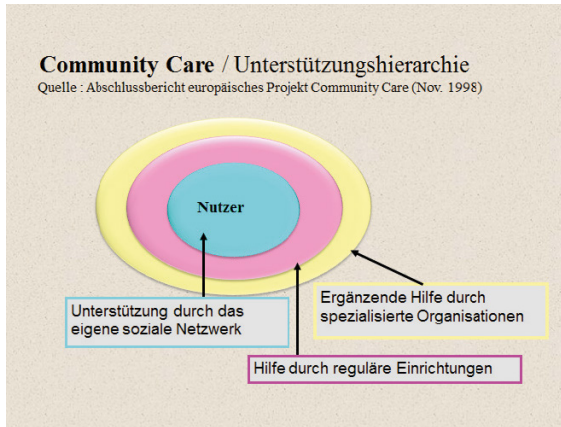 Community Care / Unterstützungshierarchie
Quelle : Abschlussbericht europäisches Projekt Community Care (Nov. 1998)
Nutzer
Unterstützung durch das
eigene soziale Netzwerk
Ergänzende Hilfe durch
spezialisierte Organisationen
Hilfe durch reguläre Einrichtungen